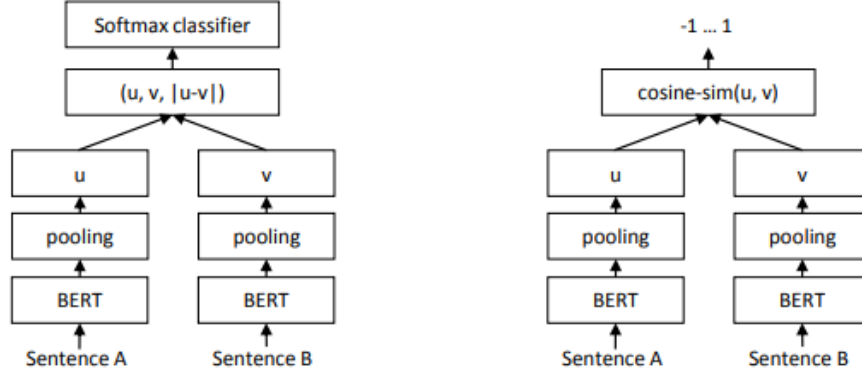 Softmax classifier
(u, v, |u-v|)
u
v
pooling
pooling
BERT
BERT
Sentence A
Sentence B
-1 ... 1
cosine-sim(u, v)
u
v
pooling
pooling
BERT
BERT
Sentence A
Sentence B